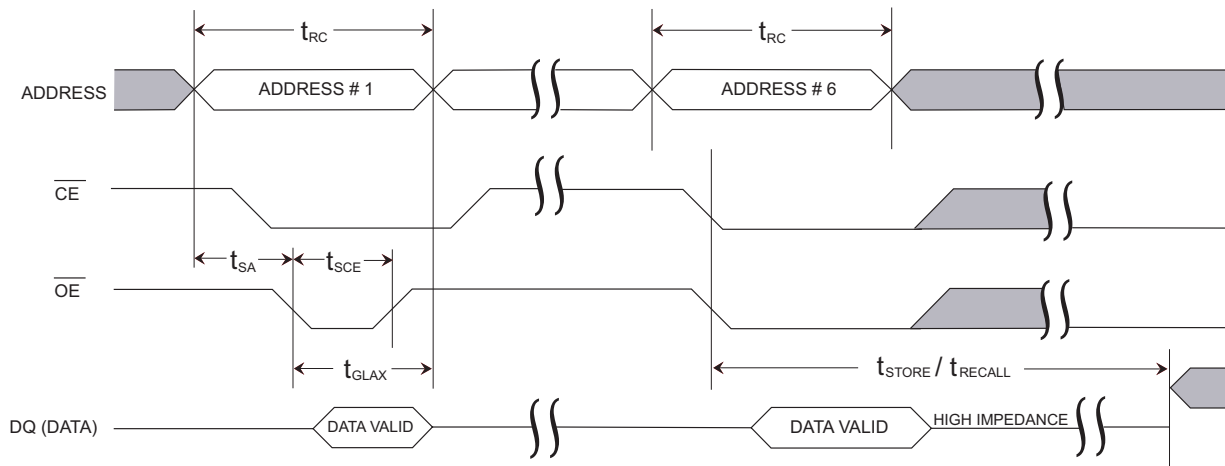 tRC
tRC
ADDRESS
ADDRESS # 1
ADDRESS # 6
CE
tSA
tSCE
OE
tGLAX
tSTORE / tRECALL
DQ (DATA)
DATA VALID
DATA VALID
HIGH IMPEDANCE